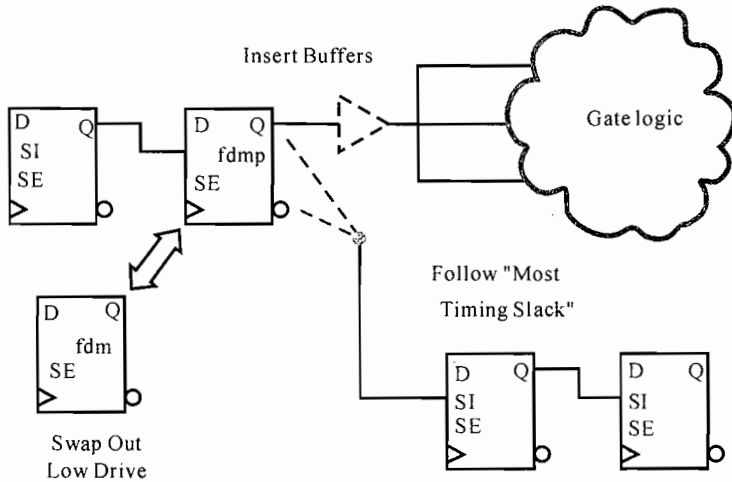 Insert Buffers
Gate logic
D Q
SI
SE
D Q
fdmp
SE
D Q
fdm
SE
Swap Out
Low Drive
Follow "Most
Timing Slack"
D Q
SI
SE
D Q
SI
SE